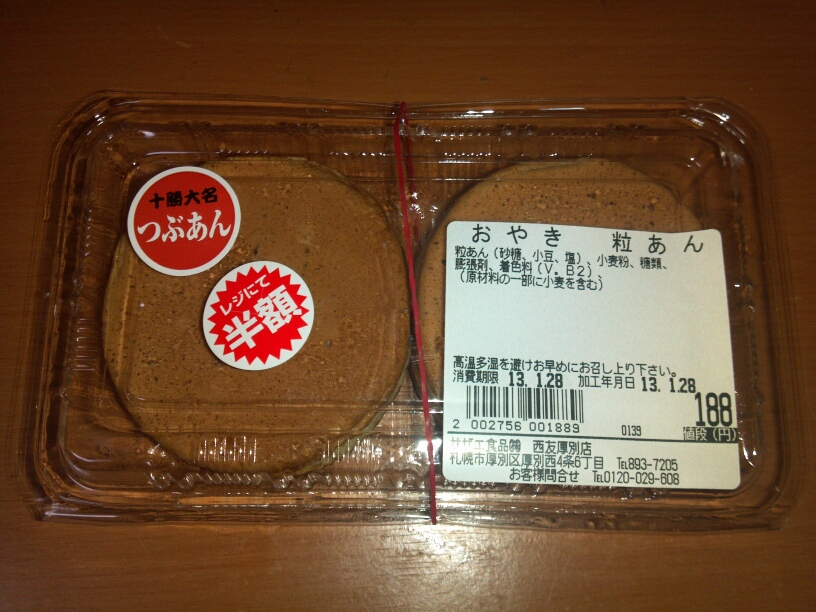 十勝大名
つぶあん
レジにて
半額
おやき 粒あん
粒あん(砂糖、小豆、塩)、小麦粉、糖類、
膨張剤、着色料(V.B2)、
(原材料の一部に小麦を含む)
高温多湿を避けお早めにお召し上り下さい。
消費期限 13.1.28 加工年月日 13.1.28
188
値段(円)
2 002756 001889
0139
サザエ食品㈱ 西友厚別店
札幌市厚別区厚別西4条6丁目 TEL893-7205
お客様問合せ TEL0120-029-608